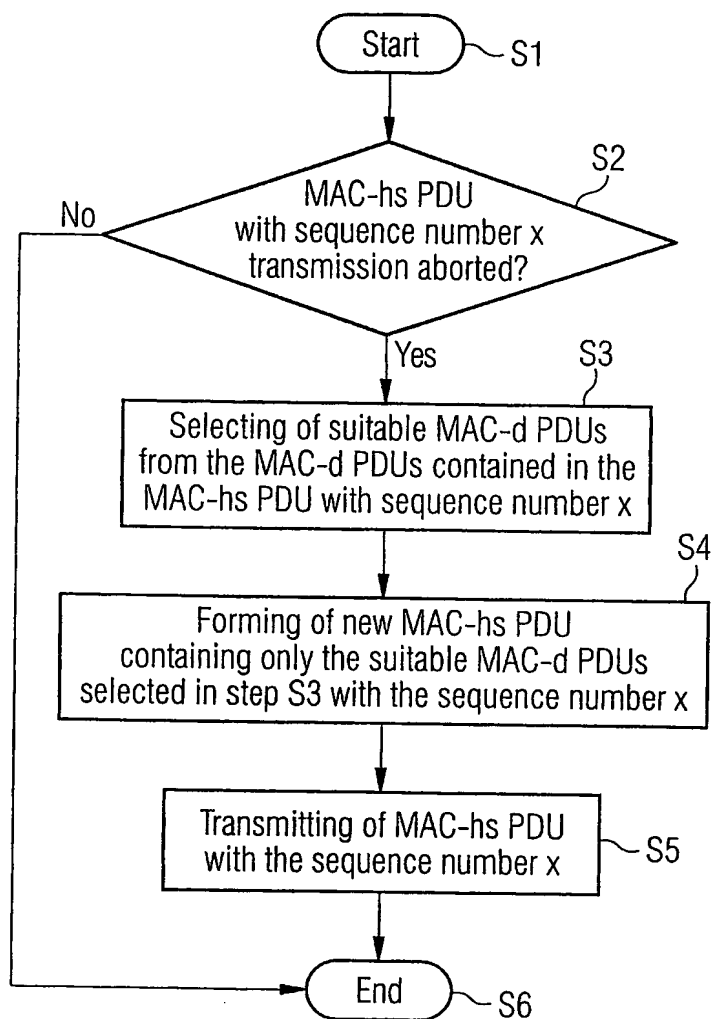 Start
S1
S2
MAC-hs PDU
with sequence number x
transmission aborted?
No
Yes
S3
Selecting of suitable MAC-d PDUs
from the MAC-d PDUs contained in the
MAC-hs PDU with sequence number x
S4
Forming of new MAC-hs PDU
containing only the suitable MAC-d PDUs
selected in step S3 with the sequence number x
Transmitting of MAC-hs PDU
with the sequence number x
S5
End
S6